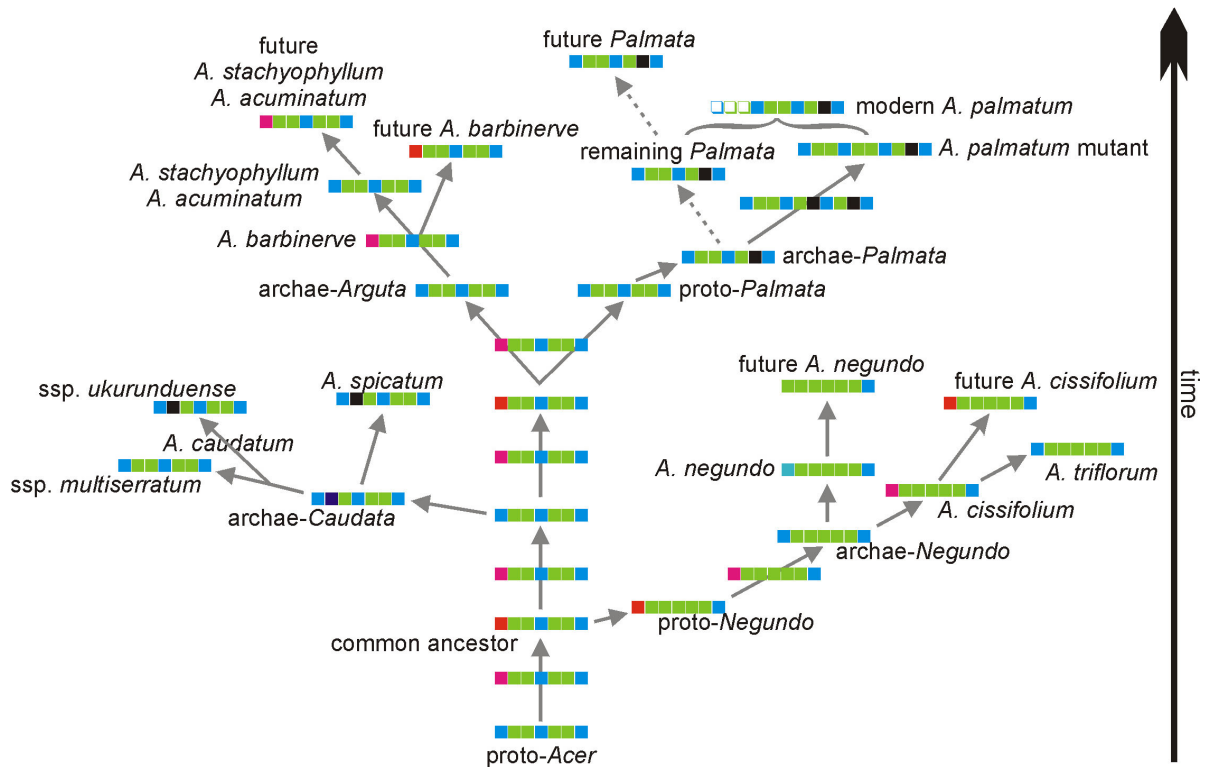 future
A. stachyophyllum
A. acuminatum
future A. barbinerve
A. stachyophyllum
A. acuminatum
A. barbinerve
archae-Arguta
future Palmata
modern A. palmatum
remaining Palmata
A. palmatum mutant
archae-Palmata
proto-Palmata
ssp. ukurunduense
A. spicatum
A. caudatum
ssp. multiserratum
archae-Caudata
future A. negundo
future A. cissifolium
A. negundo
A. triflorum
A. cissifolium
archae-Negundo
proto-Negundo
common ancestor
proto-Acer
time